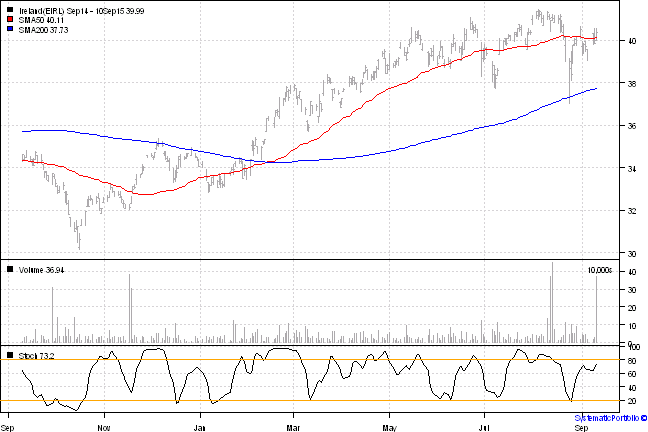 Ireland(EIRL) Sep14 - 10Sep15 39.99
SMA50 40.11
SMA200 37.73
40
38
36
34
32
30
Volume 36.94
10,000s
40
30
20
10
0
Stoch 73.2
100
80
60
40
20
Sep
Nov
Jan
Mar
May
Jul
Sep
SystematicPortfolio ©